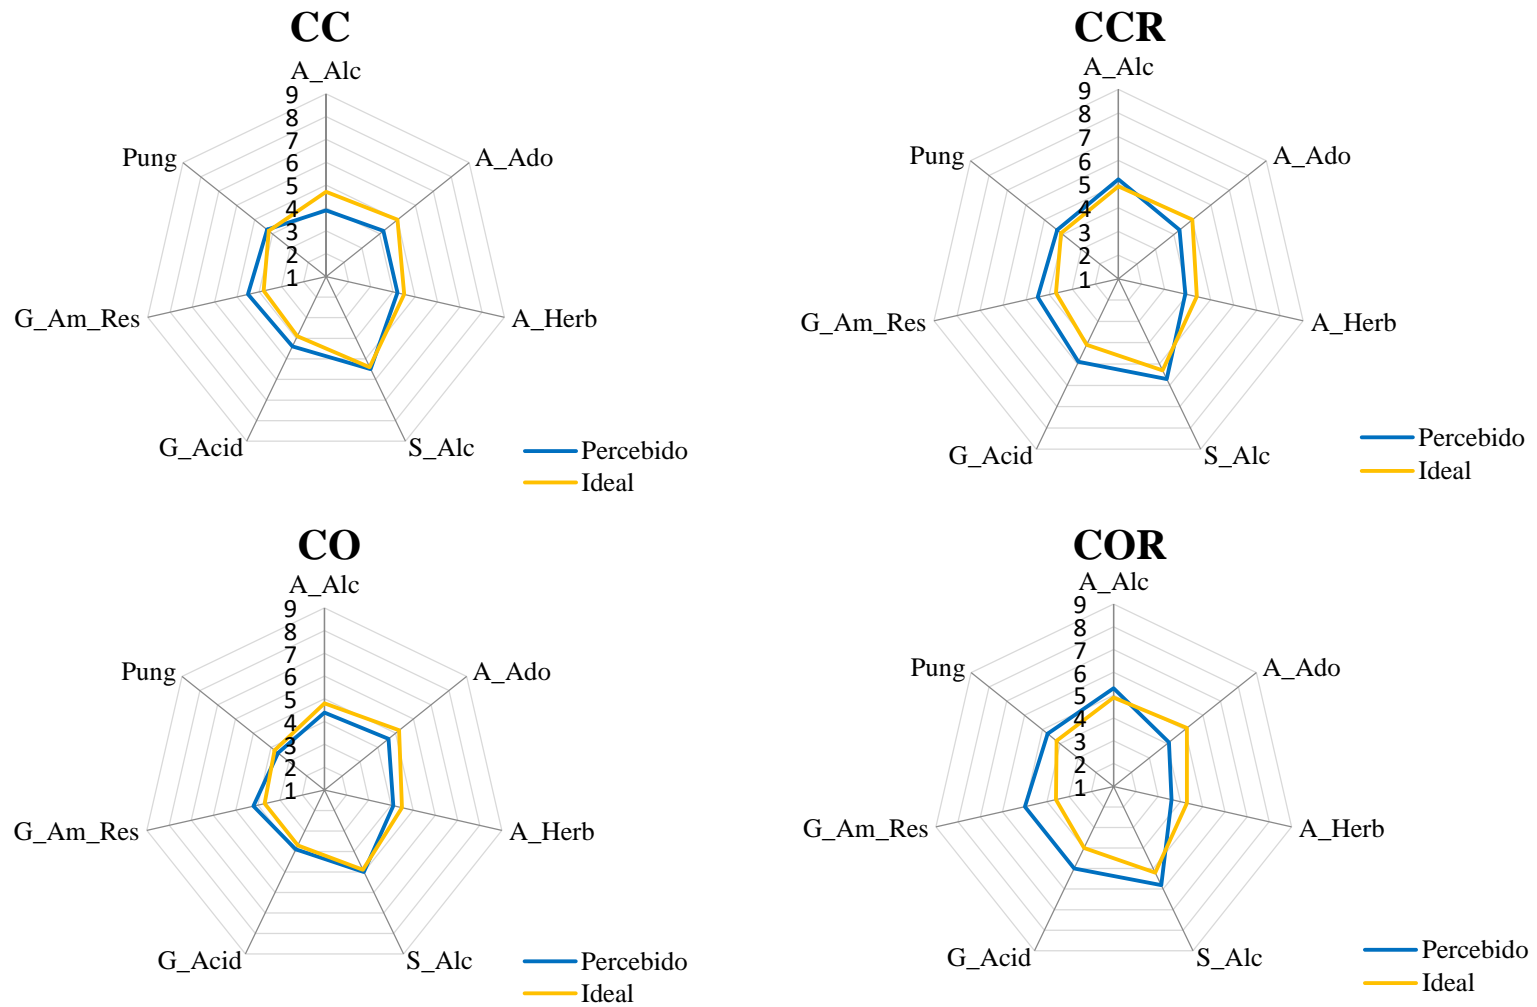 CC
A_Alc
9
8
7
6
5
4
3
2
1
A_Ado
A_Herb
S_Alc
G_Acid
G_Am_Res
Pung
Percebido
Ideal
CCR
A_Alc
9
8
7
6
5
4
3
2
1
A_Ado
A_Herb
S_Alc
G_Acid
G_Am_Res
Pung
Percebido
Ideal
CO
A_Alc
9
8
7
6
5
4
3
2
1
A_Ado
A_Herb
S_Alc
G_Acid
G_Am_Res
Pung
Percebido
Ideal
COR
A_Alc
9
8
7
6
5
4
3
2
1
A_Ado
A_Herb
S_Alc
G_Acid
G_Am_Res
Pung
Percebido
Ideal